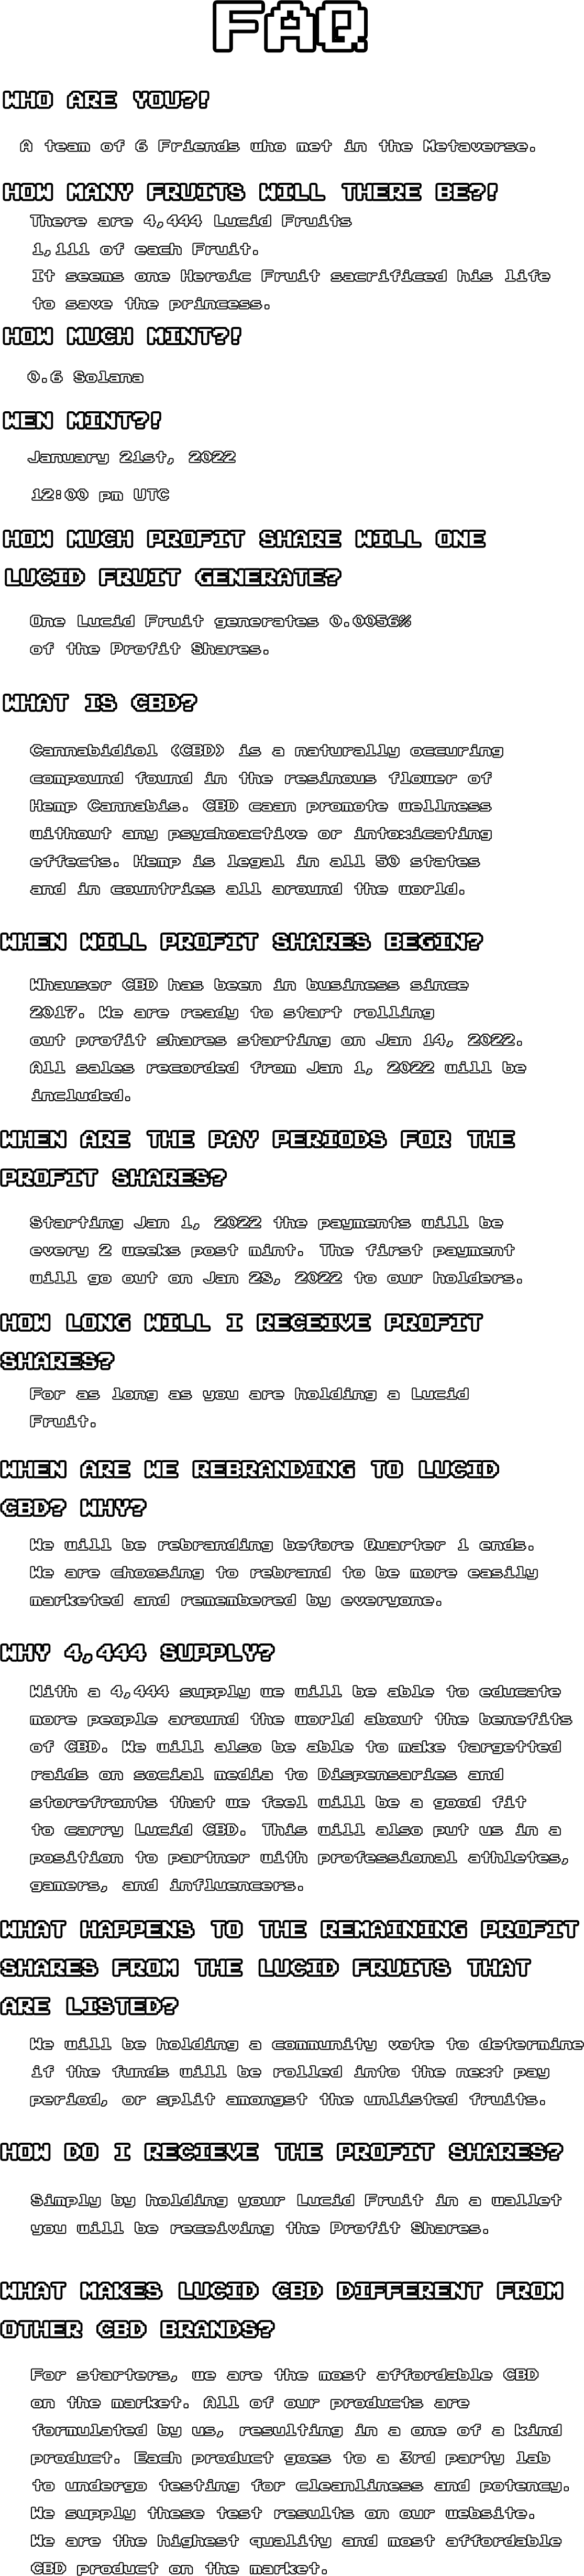 FAQ
WHO ARE YOU?!
A team of 6 Friends who met in the Metaverse.
HOW MANY FRUITS WILL THERE BE?!
There are 4,444 Lucid Fruits
1,111 of each Fruit.
It seems one Heroic Fruit sacrificed his life
to save the princess.
HOW MUCH MINT?!
0.6 Solana
WEN MINT?!
January 21st, 2022
12:00 pm UTC
HOW MUCH PROFIT SHARE WILL ONE
LUCID FRUIT GENERATE?
One Lucid Fruit generates 0.0056%
of the Profit Shares.
WHAT IS CBD?
Cannabidiol (CBD) is a naturally occuring
compound found in the resinous flower of
Hemp Cannabis. CBD caan promote wellness
without any psychoactive or intoxicating
effects. Hemp is legal in all 50 states
and in countries all around the world.
WHEN WILL PROFIT SHARES BEGIN?
Whauser CBD has been in business since
2017. We are ready to start rolling
out profit shares starting on Jan 14, 2022.
All sales recorded from Jan 1, 2022 will be
included.
WHEN ARE THE PAY PERIODS FOR THE
PROFIT SHARES?
Starting Jan 1, 2022 the payments will be
every 2 weeks post mint. The first payment
will go out on Jan 28, 2022 to our holders.
HOW LONG WILL I RECEIVE PROFIT
SHARES?
For as long as you are holding a Lucid
Fruit.
WHEN ARE WE REBRANDING TO LUCID
CBD? WHY?
We will be rebranding before Quarter 1 ends.
We are choosing to rebrand to be more easily
marketed and remembered by everyone.
WHY 4,444 SUPPLY?
With a 4,444 supply we will be able to educate
more people around the world about the benefits
of CBD. We will also be able to make targetted
raids on social media to Dispensaries and
storefronts that we feel will be a good fit
to carry Lucid CBD. This will also put us in a
position to partner with professional athletes,
gamers, and influencers.
WHAT HAPPENS TO THE REMAINING PROFIT
SHARES FROM THE LUCID FRUITS THAT
ARE LISTED?
We will be holding a community vote to determine
if the funds will be rolled into the next pay
period, or split amongst the unlisted fruits.
HOW DO I RECIEVE THE PROFIT SHARES?
Simply by holding your Lucid Fruit in a wallet
you will be receiving the Profit Shares.
WHAT MAKES LUCID CBD DIFFERENT FROM
OTHER CBD BRANDS?
For starters, we are the most affordable CBD
on the market. All of our products are
formulated by us, resulting in a one of a kind
product. Each product goes to a 3rd party lab
to undergo testing for cleanliness and potency.
We supply these test results on our website.
We are the highest quality and most affordable
CBD product on the market.